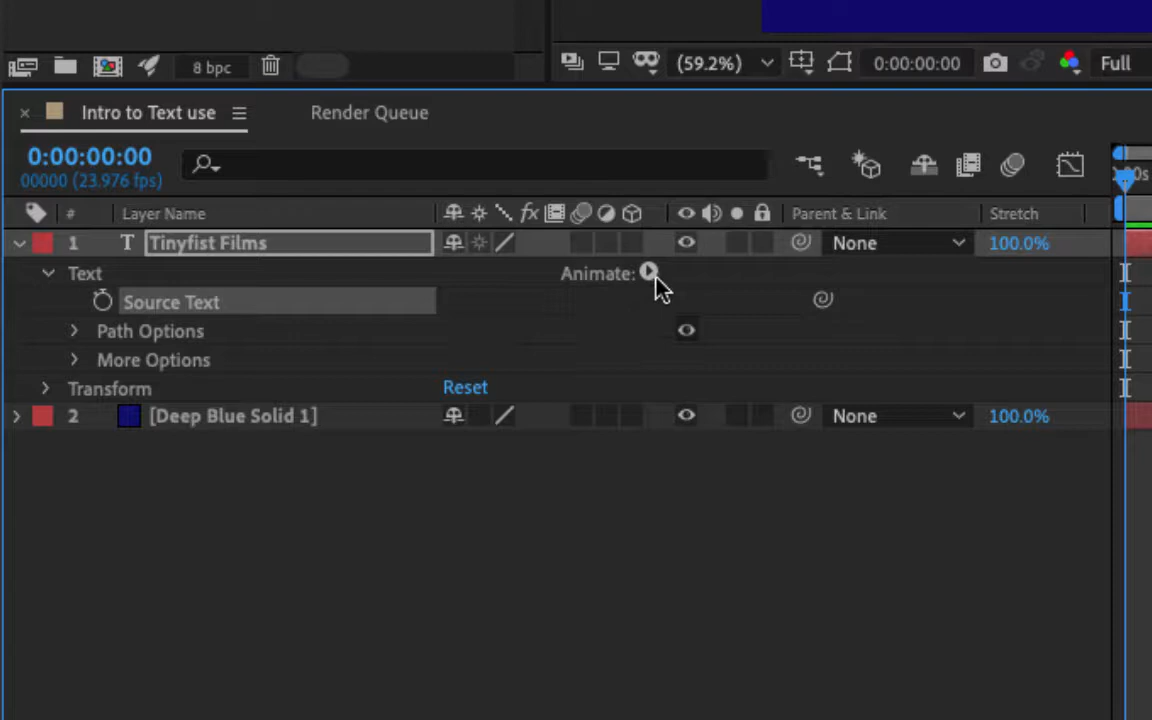 8 bpc (59.2%) 0:00:00:00 Full
Intro to Text use Render Queue
0:00:00:00
00000 (23.976 fps)
# Layer Name fx Parent & Link Stretch
1 T Tinyfist Films None 100.0%
Text Animate:
Source Text
Path Options
More Options
Transform Reset
2 [Deep Blue Solid 1] None 100.0%